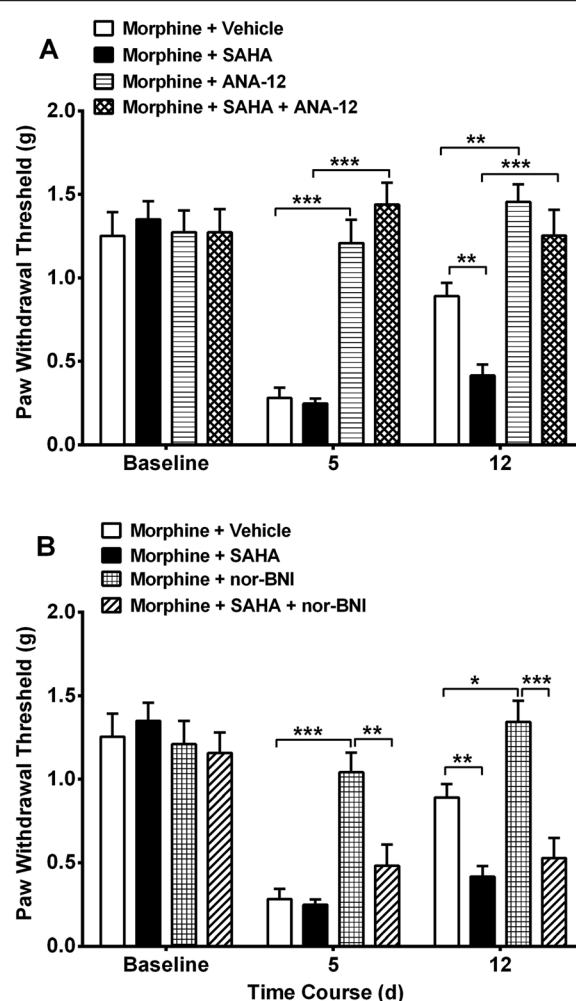 A
Morphine + Vehicle
Morphine + SAHA
Morphine + ANA-12
Morphine + SAHA + ANA-12
Paw Withdrawal Threshold (g)
2.0
1.5
1.0
0.5
0.0
***
***
**
***
**
Baseline 5 12
B
Morphine + Vehicle
Morphine + SAHA
Morphine + nor-BNI
Morphine + SAHA + nor-BNI
Paw Withdrawal Threshold (g)
2.0
1.5
1.0
0.5
0.0
***
**
*
***
**
Baseline 5 12
Time Course (d)